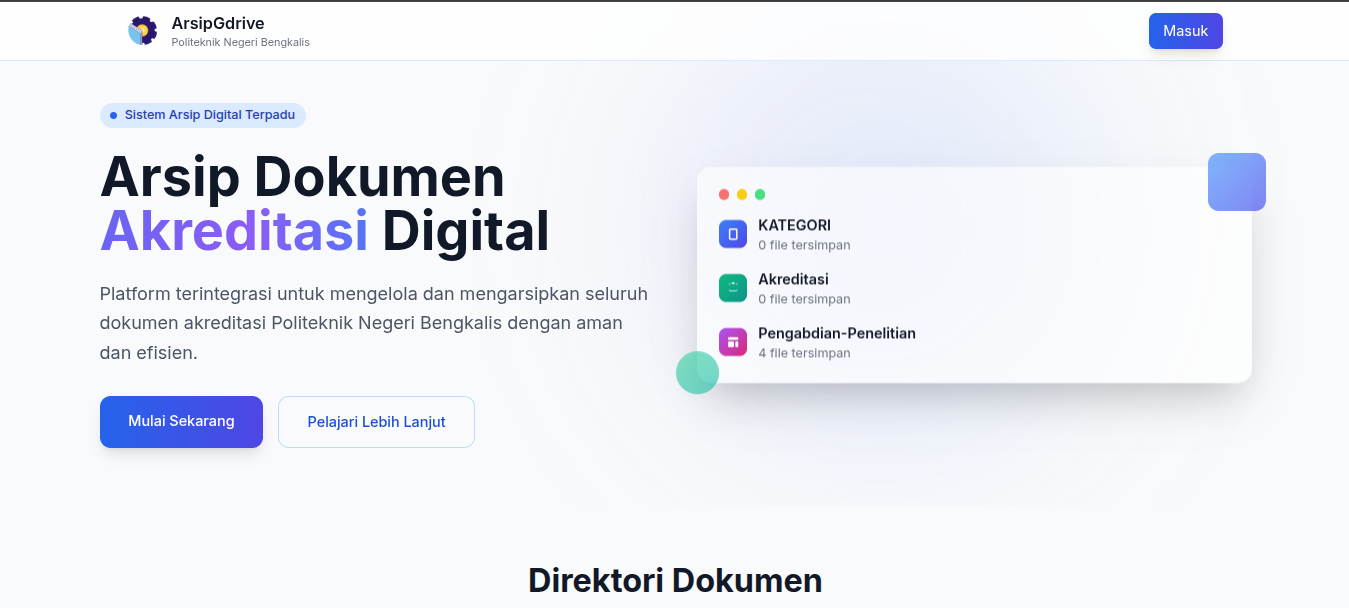 ArsipGdrive
Politeknik Negeri Bengkalis
Masuk
Sistem Arsip Digital Terpadu
Arsip Dokumen
Akreditasi Digital
Platform terintegrasi untuk mengelola dan mengarsipkan seluruh
dokumen akreditasi Politeknik Negeri Bengkalis dengan aman
dan efisien.
Mulai Sekarang
Pelajari Lebih Lanjut
KATEGORI
0 file tersimpan
Akreditasi
0 file tersimpan
Pengabdian-Penelitian
4 file tersimpan
Direktori Dokumen